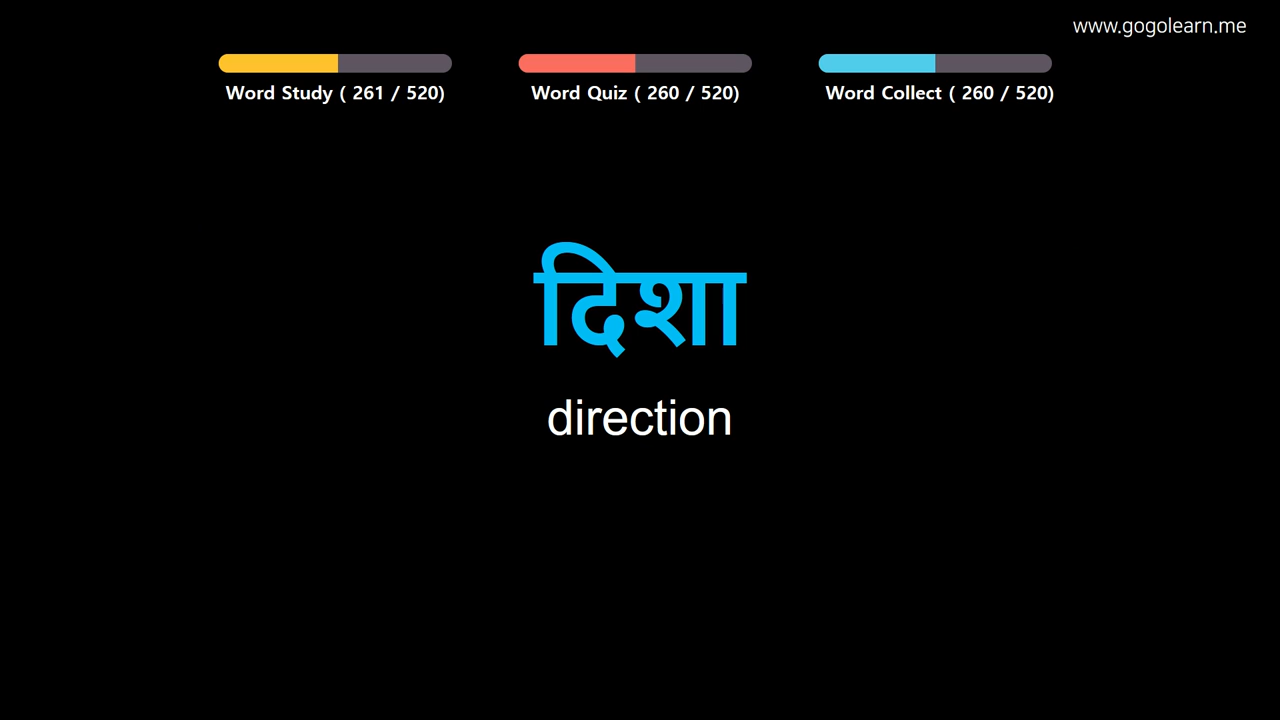 www.gogolearn.me
Word Study ( 261 / 520)
Word Quiz ( 260 / 520)
Word Collect ( 260 / 520)
दिशा
direction